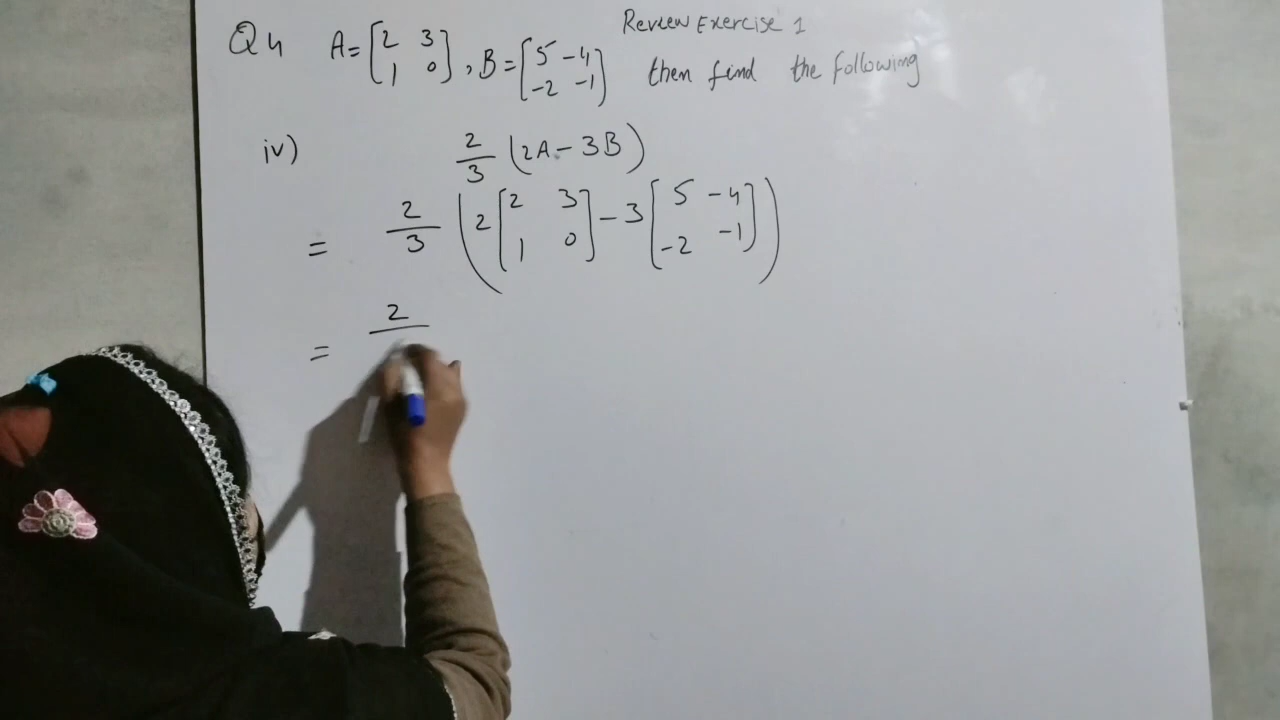 Review Exercise 1
Q4 A=[2 3 1 0], B=[5 -4 -2 -1] then find the following
iv) 2/3 (2A - 3B)
= 2/3 (2[2 3 1 0] - 3[5 -4 -2 -1])
= 2